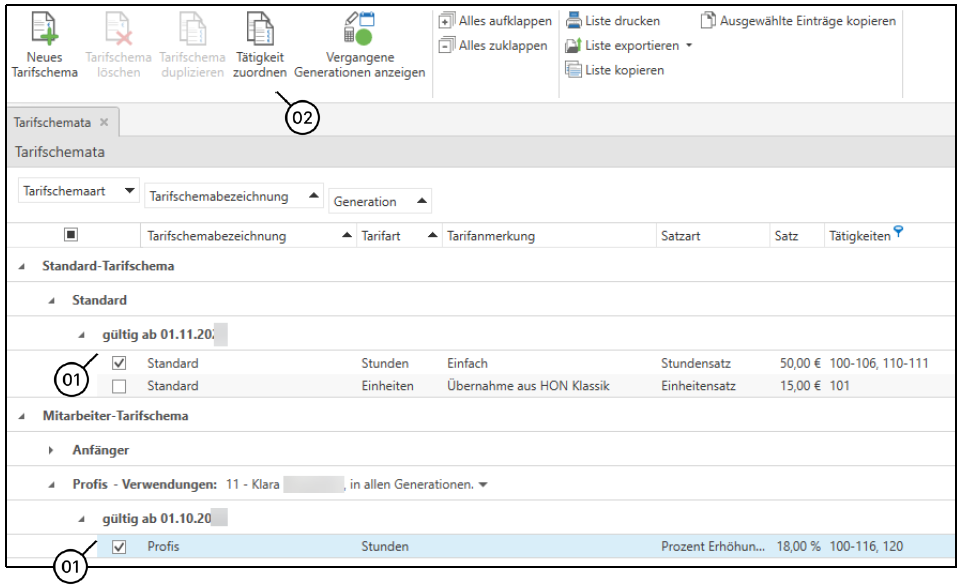 Neues Tarifschema
Tarifschema löschen
Tarifschema duplizieren
Tätigkeit zuordnen
Vergangene Generationen anzeigen
Alles aufklappen
Alles zuklappen
Liste drucken
Liste exportieren
Liste kopieren
Ausgewählte Einträge kopieren
02
Tarifschemata
Tarifschemata
Tarifschemaart Tarifschemabezeichnung Generation
Tarifschemabezeichnung Tarifart Tarifanmerkung Satzart Satz Tätigkeiten
Standard-Tarifschema
Standard
gültig ab 01.11.20
01
Standard Stunden Einfach Stundensatz 50,00 € 100-106, 110-111
Standard Einheiten Übernahme aus HON Klassik Einheitensatz 15,00 € 101
Mitarbeiter-Tarifschema
Anfänger
Profis - Verwendungen: 11 - Klara , in allen Generationen.
gültig ab 01.10.20
Profis Stunden Prozent Erhöhun... 18,00 % 100-116, 120
01